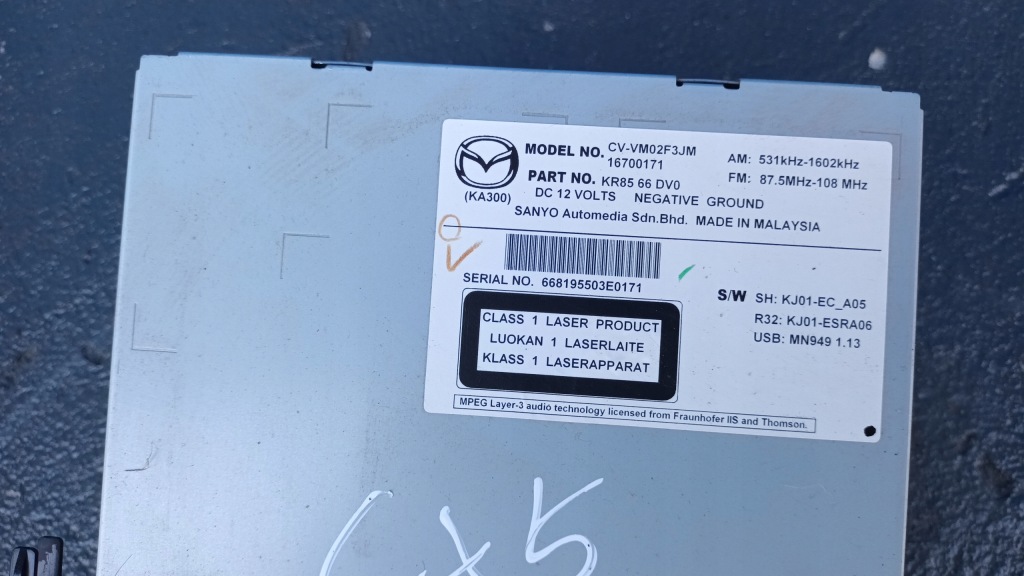 MODEL NO. CV-VM02F3JM
16700171
PART NO. KR85 66 DV0
(KA300)
DC 12 VOLTS NEGATIVE GROUND
SANYO Automedia Sdn.Bhd. MADE IN MALAYSIA
AM: 531kHz-1602kHz
FM: 87.5MHz-108 MHz
SERIAL NO. 668195503E0171
S/W SH: KJ01-EC_A05
R32: KJ01-ESRA06
USB: MN949 1.13
CLASS 1 LASER PRODUCT
LUOKAN 1 LASERLAITE
KLASS 1 LASERAPPARAT
MPEG Layer-3 audio technology licensed from Fraunhofer IIS and Thomson.
Cx5